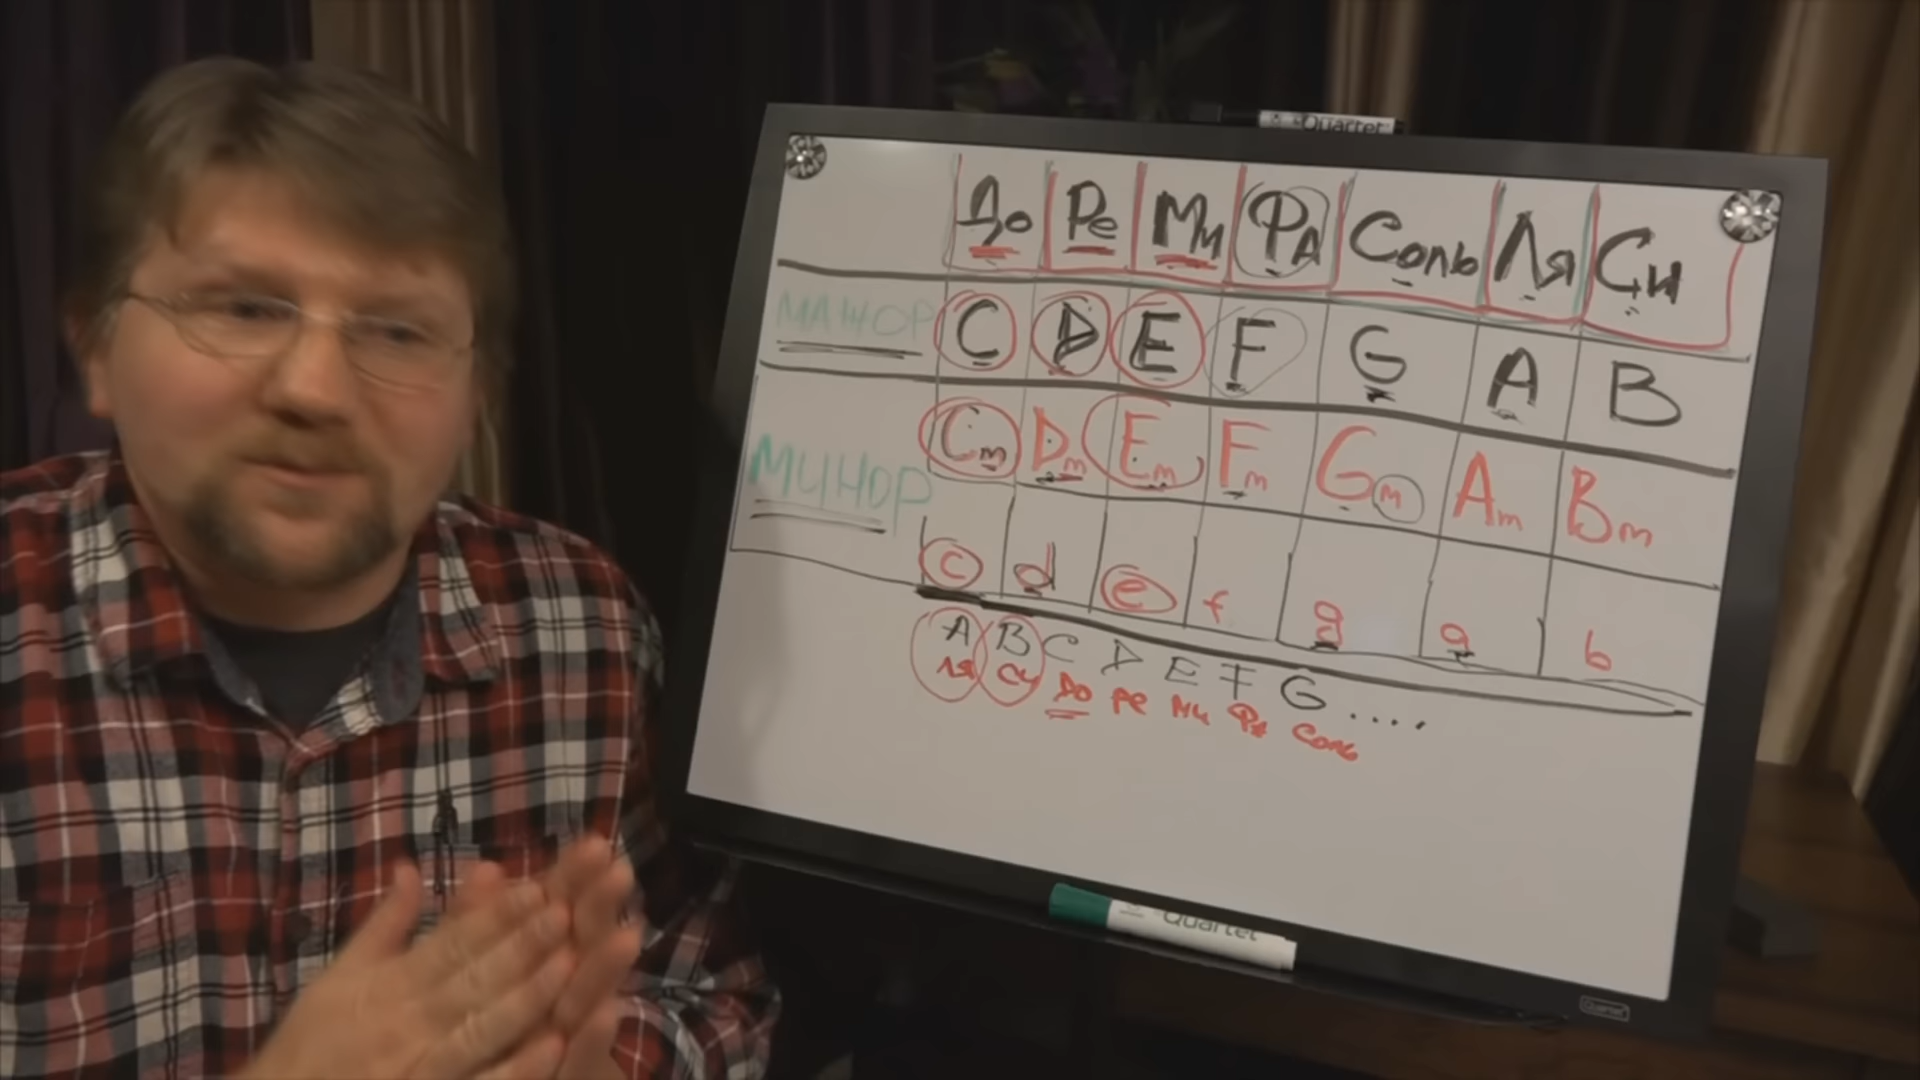 Quartet
До Ре Ми Фа Соль Ля Си
МАЖОР C D E F G A B
МИНОР Cm Dm Em Fm Gm Am Bm
c d e f g a b
A B C D E F G ....
Ля Си До Ре Ми Фа Соль
Quartet
Quartet